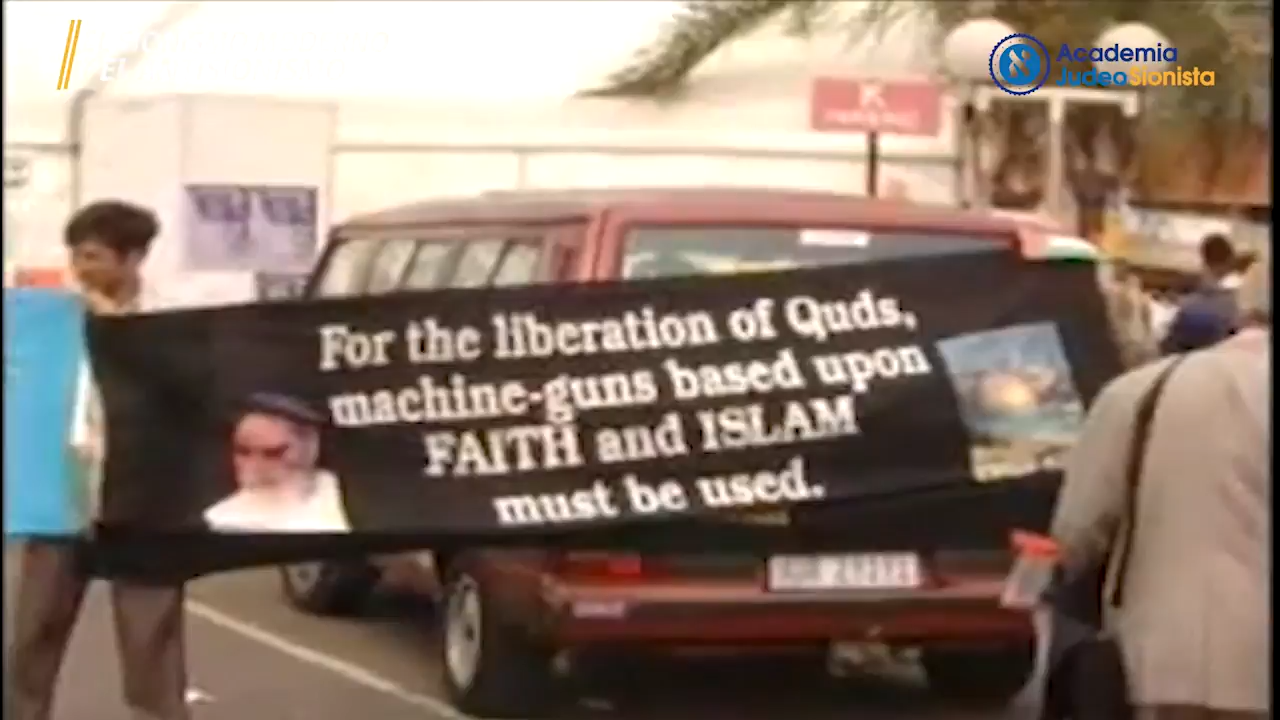 Academia
JudeoSionista
For the liberation of Quds,
machine-guns based upon
FAITH and ISLAM
must be used.